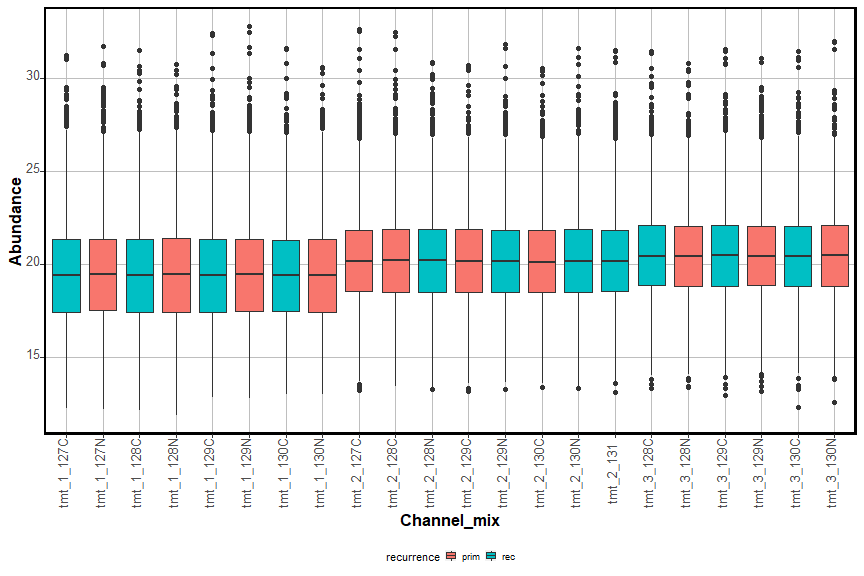 Abundance
30
25
20
15
tmt_1_127C
tmt_1_127N
tmt_1_128C
tmt_1_128N
tmt_1_129C
tmt_1_129N
tmt_1_130C
tmt_1_130N
tmt_2_127C
tmt_2_128C
tmt_2_128N
tmt_2_129C
tmt_2_129N
tmt_2_130C
tmt_2_130N
tmt_2_131
tmt_3_128C
tmt_3_128N
tmt_3_129C
tmt_3_129N
tmt_3_130C
tmt_3_130N
Channel_mix
recurrence prim rec